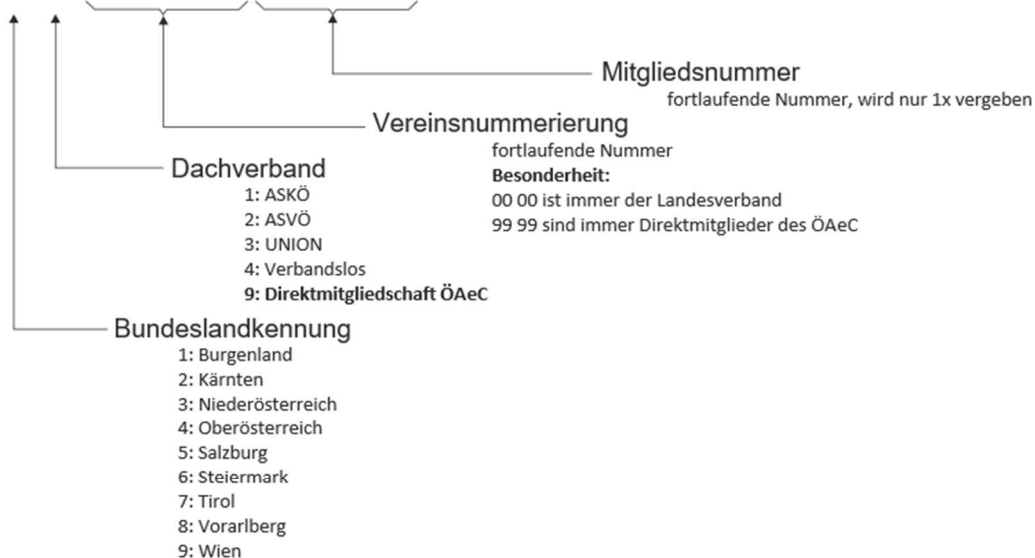 Mitgliedsnummer
fortlaufende Nummer, wird nur 1x vergeben
Vereinsnummerierung
fortlaufende Nummer
Besonderheit:
00 00 ist immer der Landesverband
99 99 sind immer Direktmitglieder des ÖAeC
Dachverband
1: ASKÖ
2: ASVÖ
3: UNION
4: Verbandslos
9: Direktmitgliedschaft ÖAeC
Bundeslandkennung
1: Burgenland
2: Kärnten
3: Niederösterreich
4: Oberösterreich
5: Salzburg
6: Steiermark
7: Tirol
8: Vorarlberg
9: Wien